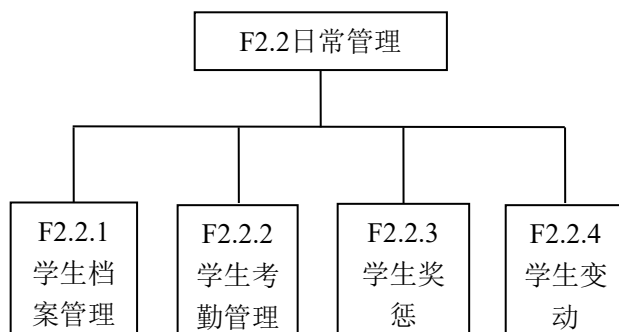 F2.2日常管理
F2.2.1
学生档
案管理
F2.2.2
学生考
勤管理
F2.2.3
学生奖
惩
F2.2.4
学生变
动